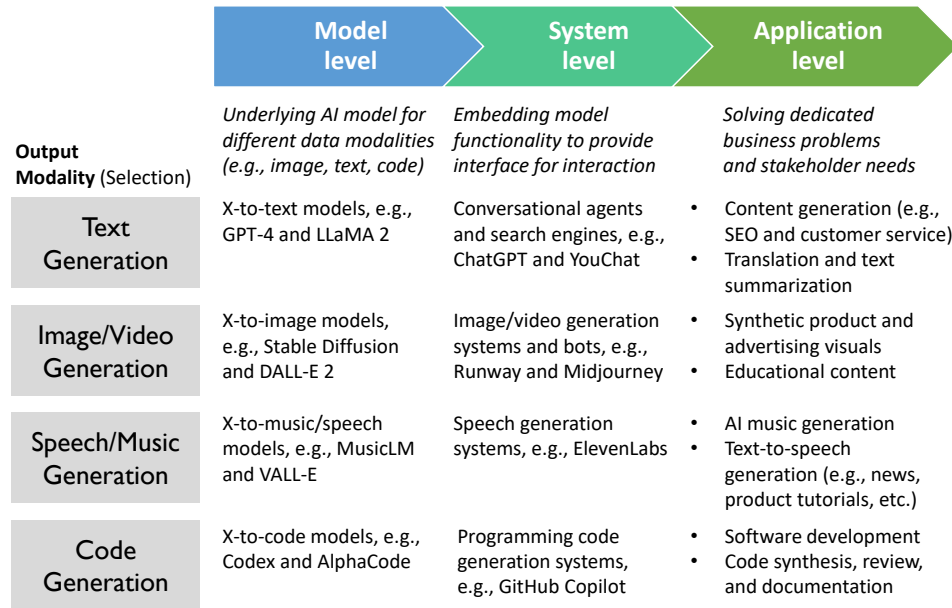 Model
level
System
level
Application
level
Output
Modality (Selection)
Underlying AI model for
different data modalities
(e.g., image, text, code)
Embedding model
functionality to provide
interface for interaction
Solving dedicated
business problems
and stakeholder needs
Text
Generation
X-to-text models, e.g.,
GPT-4 and LLaMA 2
Conversational agents
and search engines, e.g.,
ChatGPT and YouChat
• Content generation (e.g.,
SEO and customer service)
• Translation and text
summarization
Image/Video
Generation
X-to-image models,
e.g., Stable Diffusion
and DALL-E 2
Image/video generation
systems and bots, e.g.,
Runway and Midjourney
• Synthetic product and
advertising visuals
• Educational content
Speech/Music
Generation
X-to-music/speech
models, e.g., MusicLM
and VALL-E
Speech generation
systems, e.g., ElevenLabs
• AI music generation
• Text-to-speech
generation (e.g., news,
product tutorials, etc.)
Code
Generation
X-to-code models, e.g.,
Codex and AlphaCode
Programming code
generation systems,
e.g., GitHub Copilot
• Software development
• Code synthesis, review,
and documentation